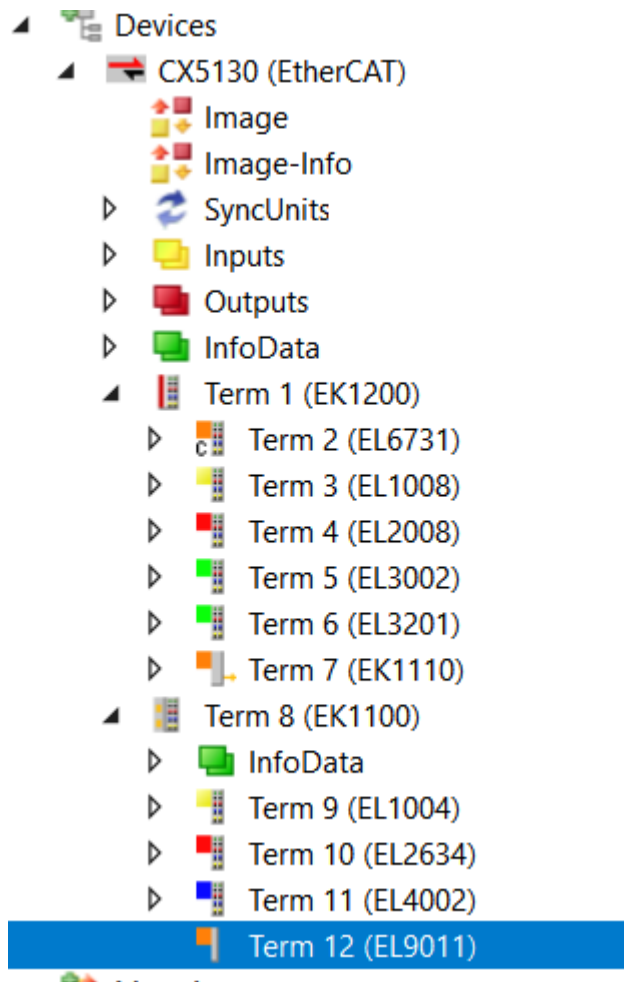 Devices
CX5130 (EtherCAT)
Image
Image-Info
SyncUnits
Inputs
Outputs
InfoData
Term 1 (EK1200)
C Term 2 (EL6731)
Term 3 (EL1008)
Term 4 (EL2008)
Term 5 (EL3002)
Term 6 (EL3201)
Term 7 (EK1110)
Term 8 (EK1100)
InfoData
Term 9 (EL1004)
Term 10 (EL2634)
Term 11 (EL4002)
Term 12 (EL9011)